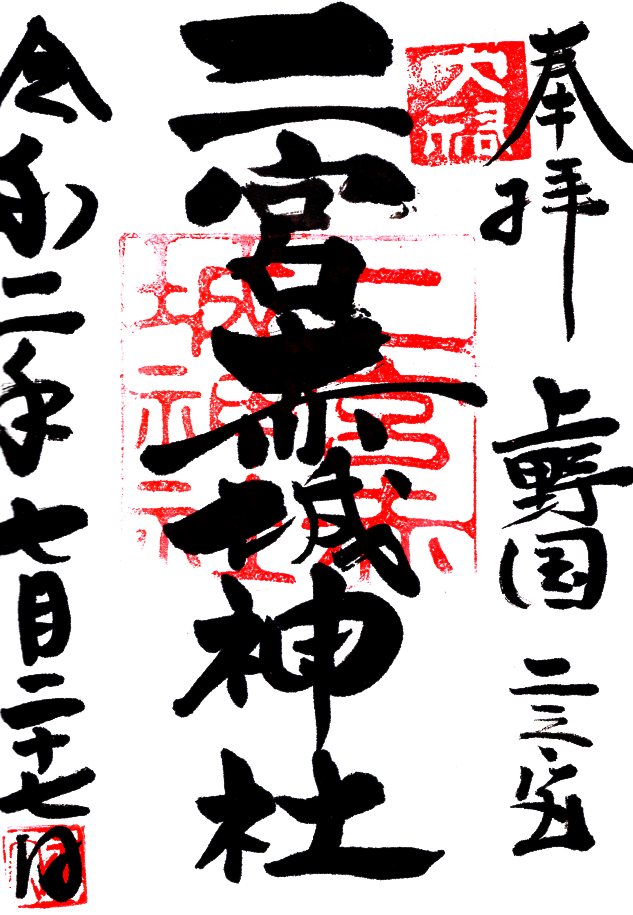 奉拝 上野国 二之宮
二宮赤城神社
令和二年七月二十七日
二宮赤
城神社